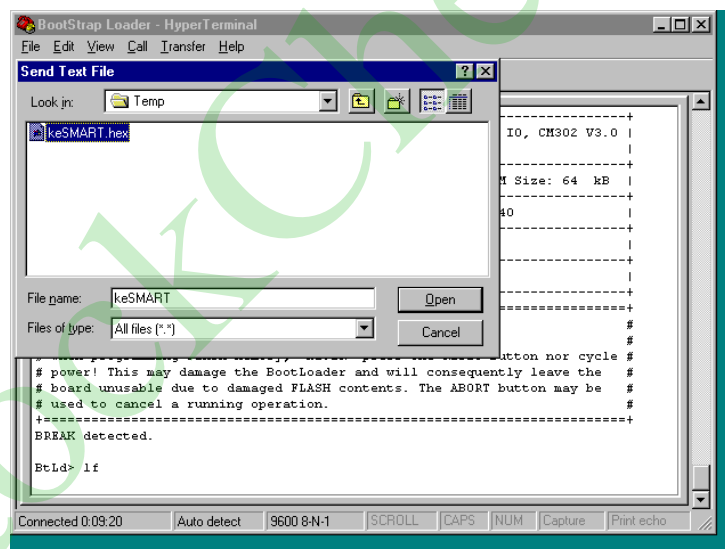 BootStrap Loader - HyperTerminal
File Edit View Call Transfer Help
Send Text File
Look in: Temp
keSMART.hex
File name: keSMART Open
Files of type: All files (*.*) Cancel
IO, CM302 V3.0 |
M Size: 64 kB |
40 |
#
#
button nor cycle #
# power! This may damage the BootLoader and will consequently leave the #
# board unusable due to damaged FLASH contents. The ABORT button may be #
# used to cancel a running operation. #
+==========================================================================+
BREAK detected.
BtLd> lf
Connected 0:09:20 Auto detect 9600 8-N-1 SCROLL CAPS NUM Capture Print echo